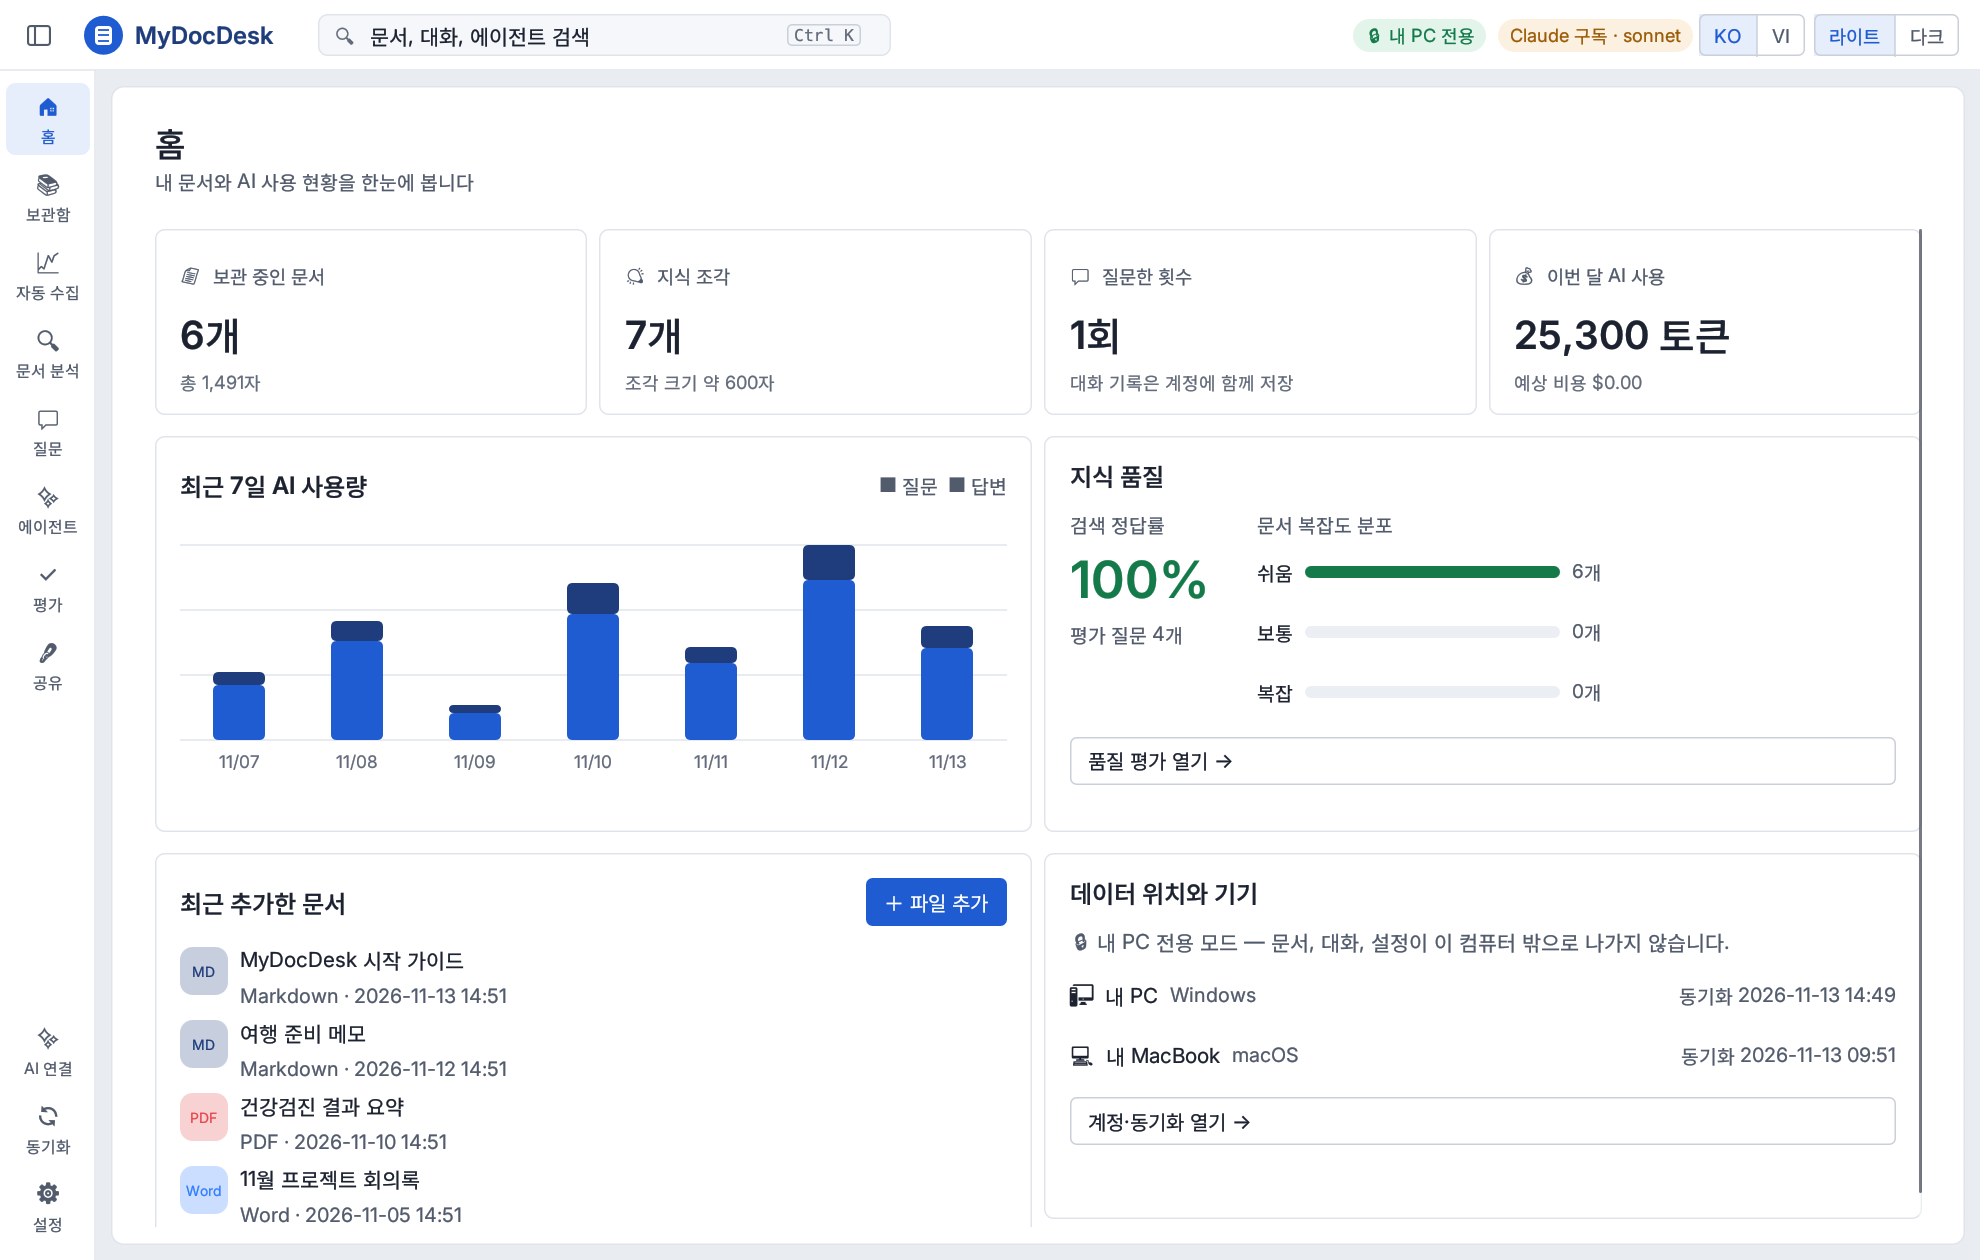 MyDocDesk
문서, 대화, 에이전트 검색
Ctrl K
내 PC 전용
Claude 구독 · sonnet
KO
VI
라이트
다크
홈
보관함
자동 수집
문서 분석
질문
에이전트
평가
공유
AI 연결
동기화
설정
홈
내 문서와 AI 사용 현황을 한눈에 봅니다
보관 중인 문서
6개
총 1,491자
지식 조각
7개
조각 크기 약 600자
질문한 횟수
1회
대화 기록은 계정에 함께 저장
이번 달 AI 사용
25,300 토큰
예상 비용 $0.00
최근 7일 AI 사용량
질문
답변
11/07
11/08
11/09
11/10
11/11
11/12
11/13
지식 품질
검색 정답률
100%
평가 질문 4개
문서 복잡도 분포
쉬움 6개
보통 0개
복잡 0개
품질 평가 열기 →
최근 추가한 문서
+ 파일 추가
MD
MyDocDesk 시작 가이드
Markdown · 2026-11-13 14:51
MD
여행 준비 메모
Markdown · 2026-11-12 14:51
PDF
건강검진 결과 요약
PDF · 2026-11-10 14:51
Word
11월 프로젝트 회의록
Word · 2026-11-05 14:51
데이터 위치와 기기
내 PC 전용 모드 — 문서, 대화, 설정이 이 컴퓨터 밖으로 나가지 않습니다.
내 PC Windows
동기화 2026-11-13 14:49
내 MacBook macOS
동기화 2026-11-13 09:51
계정·동기화 열기 →